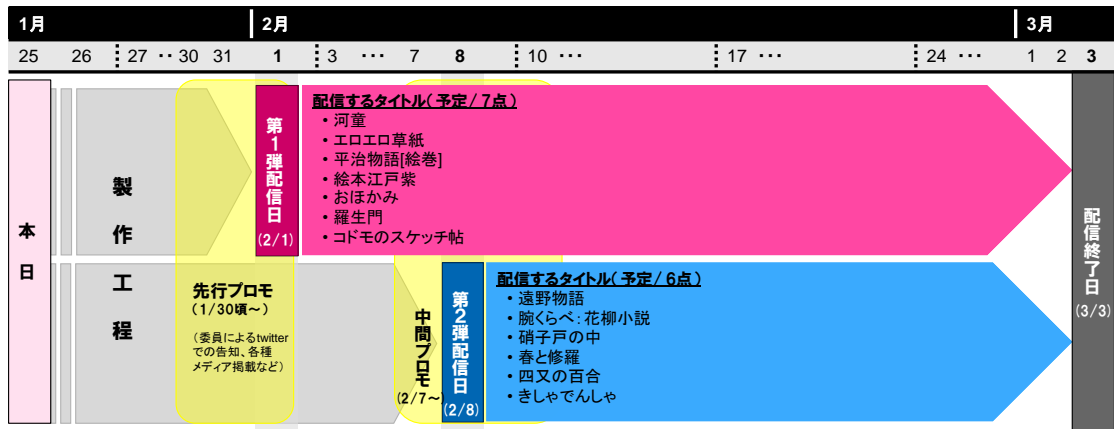 1月 2月 3月
25 26 27 ‥ 30 31 1 3 … 7 8 10 … 17 … 24 … 1 2 3
本日
製作工程
第1弾配信日
(2/1)
配信するタイトル(予定/7点)
・河童
・エロエロ草紙
・平治物語[絵巻]
・絵本江戸紫
・おほかみ
・羅生門
・コドモのスケッチ帖
先行プロモ
(1/30頃～)
(委員によるtwitter
での告知、各種
メディア掲載など)
中間プロモ
(2/7～)
第2弾配信日
(2/8)
配信するタイトル(予定/6点)
・遠野物語
・腕くらべ:花柳小説
・硝子戸の中
・春と修羅
・四又の百合
・きしゃでんしゃ
配信終了日
(3/3)